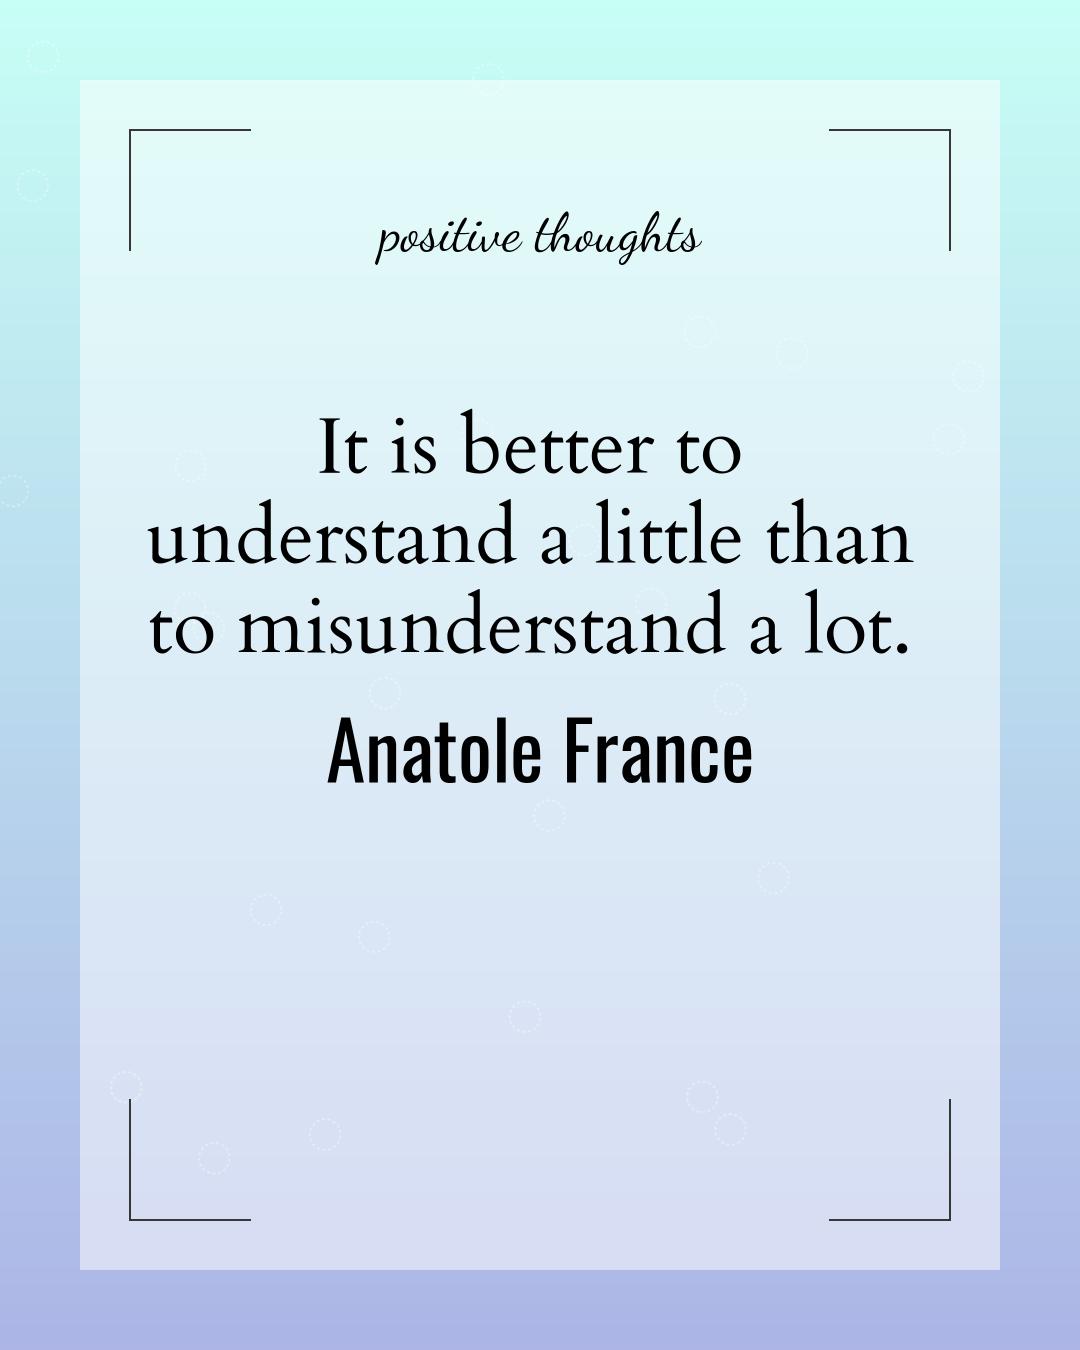 positive thoughts
It is better to
understand a little than
to misunderstand a lot.
Anatole France